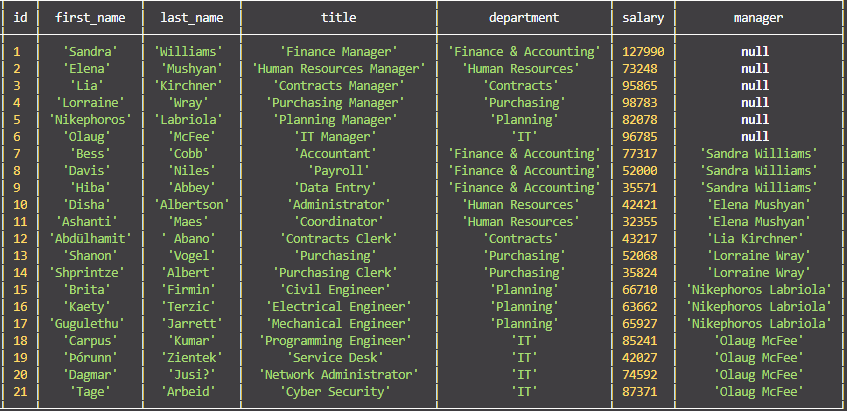 id first_name last_name title department salary manager
1 'Sandra' 'Williams' 'Finance Manager' 'Finance & Accounting' 127990 null
2 'Elena' 'Mushyan' 'Human Resources Manager' 'Human Resources' 73248 null
3 'Lia' 'Kirchner' 'Contracts Manager' 'Contracts' 95865 null
4 'Lorraine' 'Wray' 'Purchasing Manager' 'Purchasing' 98783 null
5 'Nikephoros' 'Labriola' 'Planning Manager' 'Planning' 82078 null
6 'Olaug' 'McFee' 'IT Manager' 'IT' 96785 null
7 'Bess' 'Cobb' 'Accountant' 'Finance & Accounting' 77317 'Sandra Williams'
8 'Davis' 'Niles' 'Payroll' 'Finance & Accounting' 52000 'Sandra Williams'
9 'Hiba' 'Abbey' 'Data Entry' 'Finance & Accounting' 35571 'Sandra Williams'
10 'Disha' 'Albertson' 'Administrator' 'Human Resources' 42421 'Elena Mushyan'
11 'Ashanti' 'Maes' 'Coordinator' 'Human Resources' 32355 'Elena Mushyan'
12 'Abdülhamit' 'Abano' 'Contracts Clerk' 'Contracts' 43217 'Lia Kirchner'
13 'Shanon' 'Vogel' 'Purchasing' 'Purchasing' 52068 'Lorraine Wray'
14 'Shprintze' 'Albert' 'Purchasing Clerk' 'Purchasing' 35824 'Lorraine Wray'
15 'Brita' 'Firmin' 'Civil Engineer' 'Planning' 66710 'Nikephoros Labriola'
16 'Kaety' 'Terzic' 'Electrical Engineer' 'Planning' 63662 'Nikephoros Labriola'
17 'Gugulethu' 'Jarrett' 'Mechanical Engineer' 'Planning' 65927 'Nikephoros Labriola'
18 'Carpus' 'Kumar' 'Programming Engineer' 'IT' 85241 'Olaug McFee'
19 'Þórunn' 'Zientek' 'Service Desk' 'IT' 42027 'Olaug McFee'
20 'Dagmar' 'Jusi?' 'Network Administrator' 'IT' 74592 'Olaug McFee'
21 'Tage' 'Arbeid' 'Cyber Security' 'IT' 87371 'Olaug McFee'